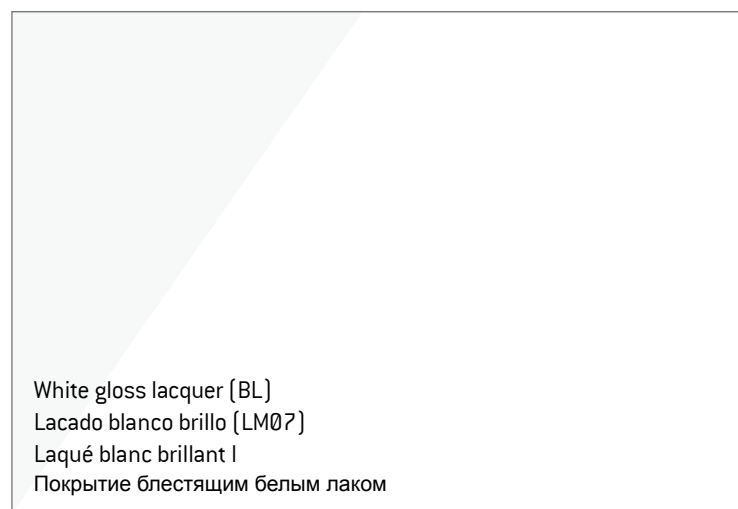 White gloss lacquer (BL)
Lacado blanco brillo (LM07)
Laqué blanc brillant l
Покрытие блестящим белым лаком